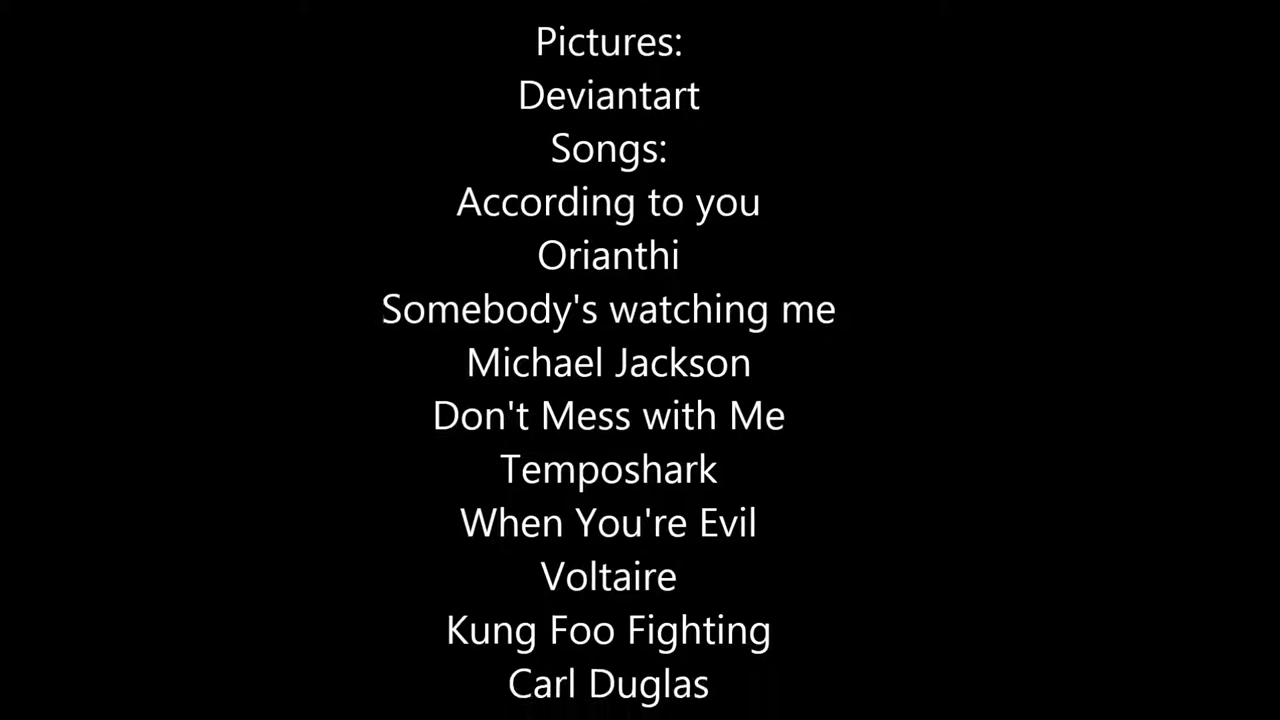 Pictures:
Deviantart
Songs:
According to you
Orianthi
Somebody's watching me
Michael Jackson
Don't Mess with Me
Temposhark
When You're Evil
Voltaire
Kung Foo Fighting
Carl Duglas